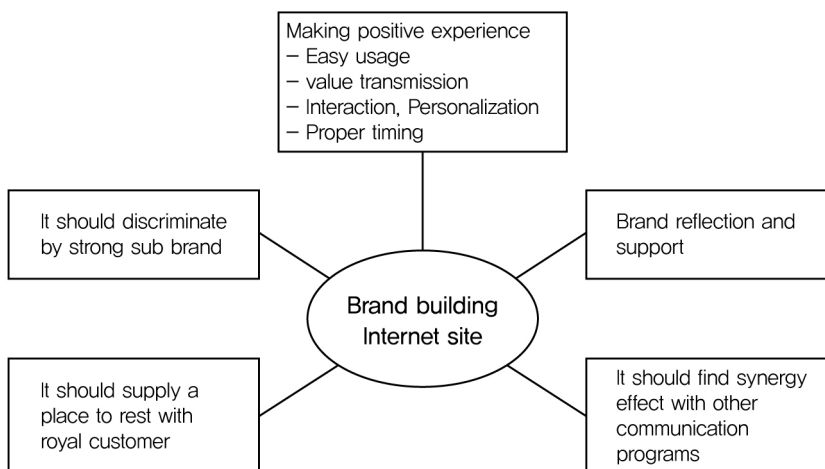 Making positive experience
– Easy usage
– value transmission
– Interaction, Personalization
– Proper timing
It should discriminate
by strong sub brand
Brand reflection and
support
Brand building
Internet site
It should supply a
place to rest with
royal customer
It should find synergy
effect with other
communication
programs